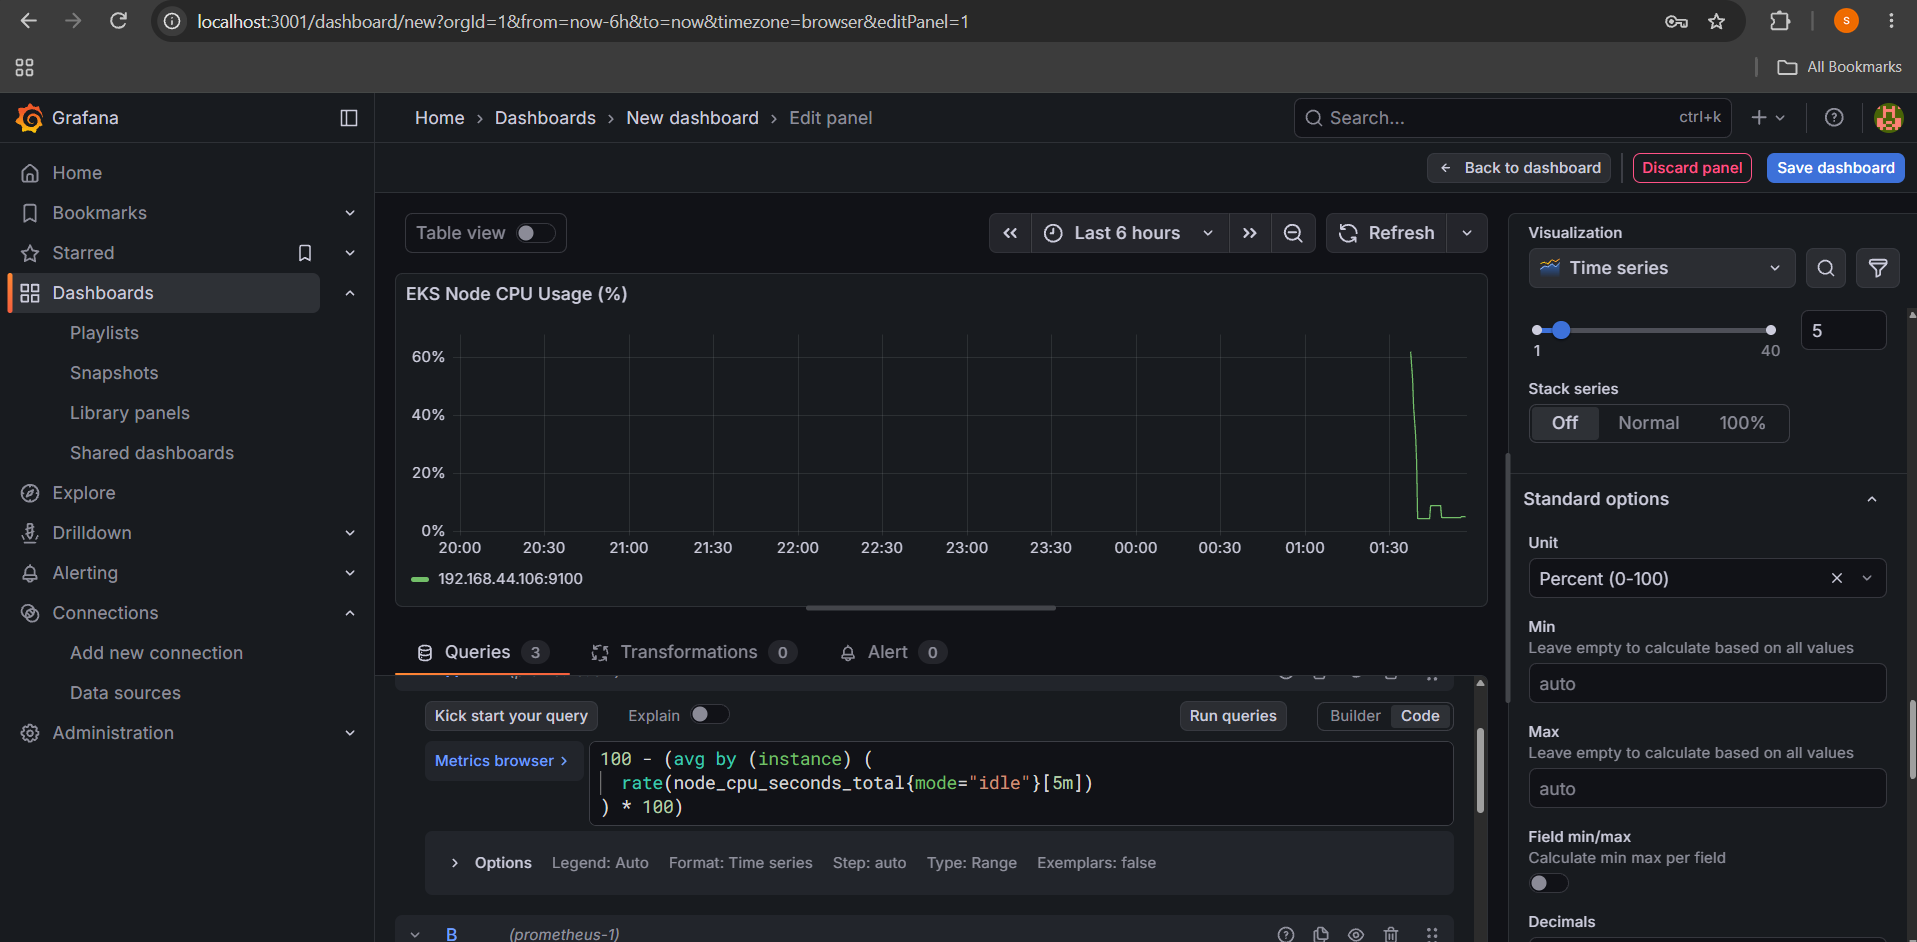 localhost:3001/dashboard/new?orgId=1&from=now-6h&to=now&timezone=browser&editPanel=1
S
All Bookmarks
Grafana
Home › Dashboards › New dashboard › Edit panel
Search...
ctrl+k
Back to dashboard
Discard panel
Save dashboard
Home
Bookmarks
Starred
Dashboards
Playlists
Snapshots
Library panels
Shared dashboards
Explore
Drilldown
Alerting
Connections
Add new connection
Data sources
Administration
Table view
Last 6 hours
Refresh
EKS Node CPU Usage (%)
60%
40%
20%
0%
20:00 20:30 21:00 21:30 22:00 22:30 23:00 23:30 00:00 00:30 01:00 01:30
192.168.44.106:9100
Queries 3
Transformations 0
Alert 0
Kick start your query
Explain
Run queries
Builder
Code
Metrics browser >
100 - (avg by (instance) (
rate(node_cpu_seconds_total{mode="idle"}[5m])
) * 100)
Options
Legend: Auto
Format: Time series
Step: auto
Type: Range
Exemplars: false
B
(prometheus-1)
Visualization
Time series
5
1
40
Stack series
Off
Normal
100%
Standard options
Unit
Percent (0-100)
Min
Leave empty to calculate based on all values
auto
Max
Leave empty to calculate based on all values
auto
Field min/max
Calculate min max per field
Decimals